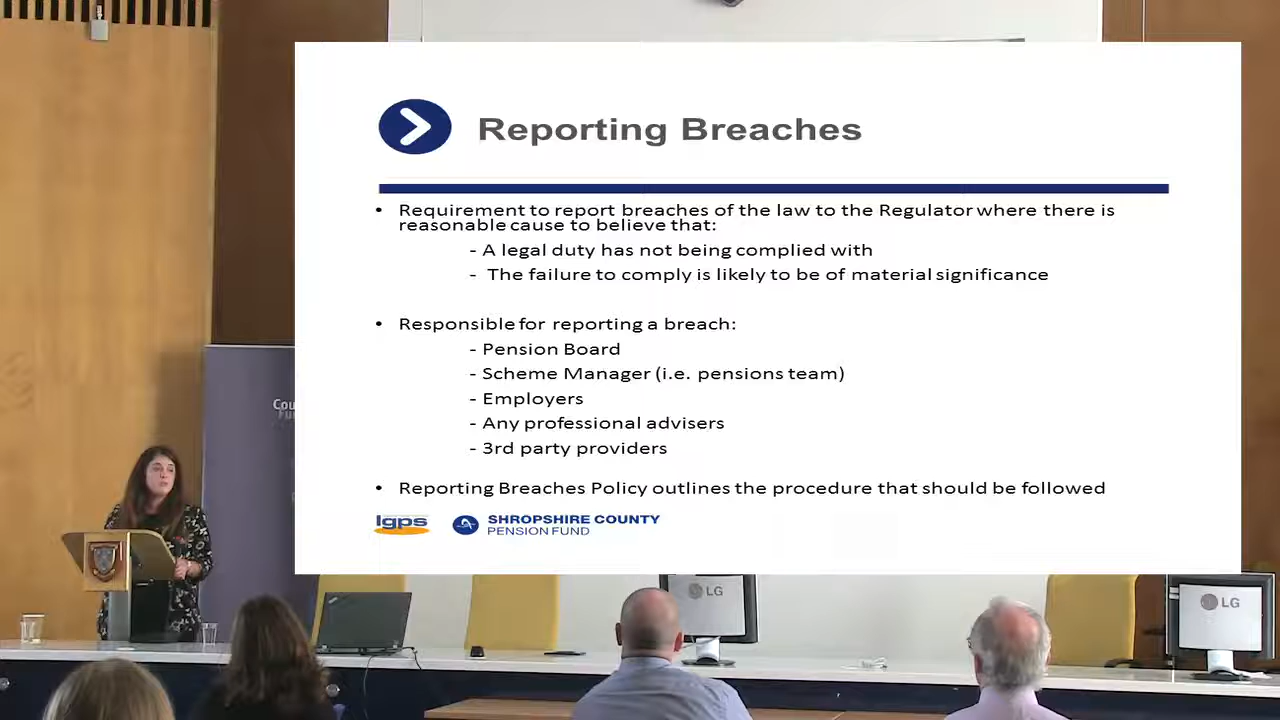 Reporting Breaches
• Requirement to report breaches of the law to the Regulator where there is
reasonable cause to believe that:
- A legal duty has not being complied with
- The failure to comply is likely to be of material significance
• Responsible for reporting a breach:
- Pension Board
- Scheme Manager (i.e. pensions team)
- Employers
- Any professional advisers
- 3rd party providers
• Reporting Breaches Policy outlines the procedure that should be followed
lgps
SHROPSHIRE COUNTY
PENSION FUND
Cou
LG
LG